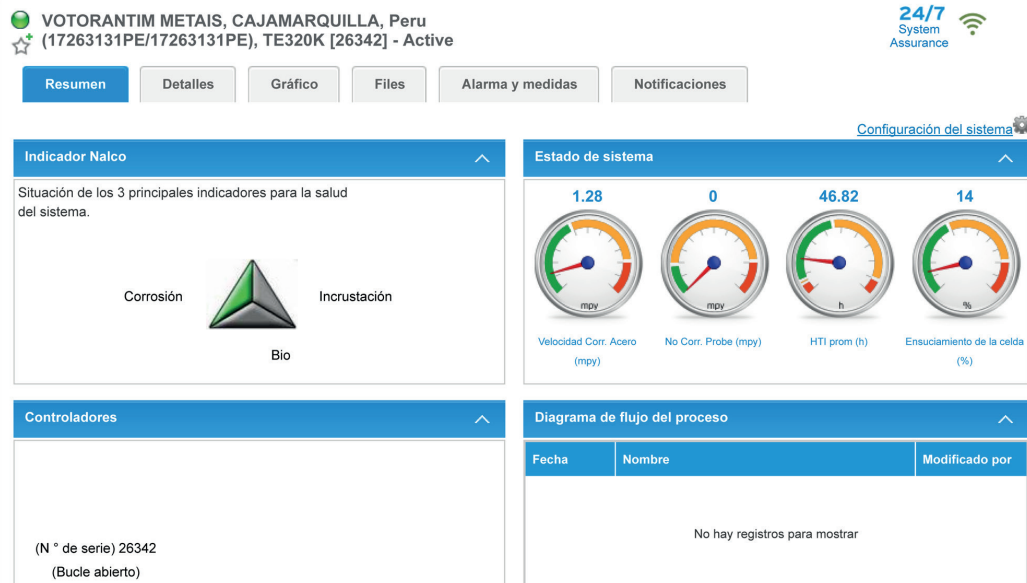 VOTORANTIM METAIS, CAJAMARQUILLA, Peru
(17263131PE/17263131PE), TE320K [26342] - Active
24/7
System
Assurance
Resumen
Detalles
Gráfico
Files
Alarma y medidas
Notificaciones
Configuración del sistema
Indicador Nalco
Situación de los 3 principales indicadores para la salud
del sistema.
Corrosión
Incrustación
Bio
Estado de sistema
1.28
0
46.82
14
mpy
mpy
h
%
Velocidad Corr. Acero
(mpy)
No Corr. Probe (mpy)
HTI prom (h)
Ensuciamiento de la celda
(%)
Controladores
(N ° de serie) 26342
(Bucle abierto)
Diagrama de flujo del proceso
Fecha
Nombre
Modificado por
No hay registros para mostrar